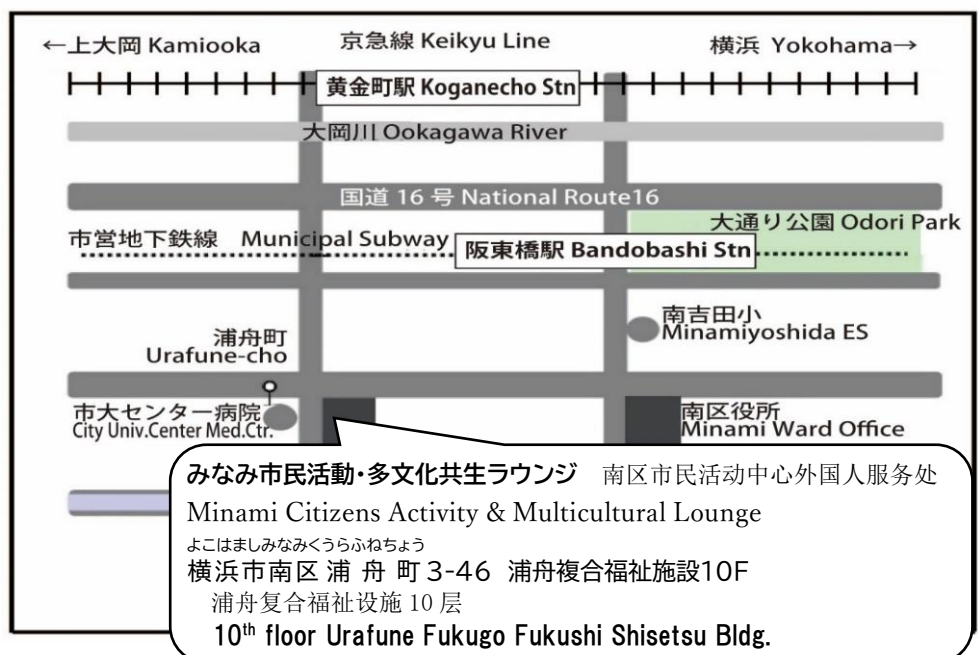 ←上大岡 Kamiooka
京急線 Keikyu Line
横浜 Yokohama→
黄金町駅 Koganecho Stn
大岡川 Ookagawa River
国道 16 号 National Route16
大通り公園 Odori Park
市営地下鉄線 Municipal Subway
阪東橋駅 Bandobashi Stn
南吉田小
Minamiyoshida ES
浦舟町
Urafune-cho
市大センター病院
City Univ.Center Med.Ctr.
南区役所
Minami Ward Office
みなみ市民活動・多文化共生ラウンジ 南区市民活动中心外国人服务处
Minami Citizens Activity & Multicultural Lounge
よこはましみなみくうらふねちょう
横浜市南区浦舟町3-46 浦舟複合福祉施設10F
浦舟复合福祉设施 10 层
10th floor Urafune Fukugo Fukushi Shisetsu Bldg.